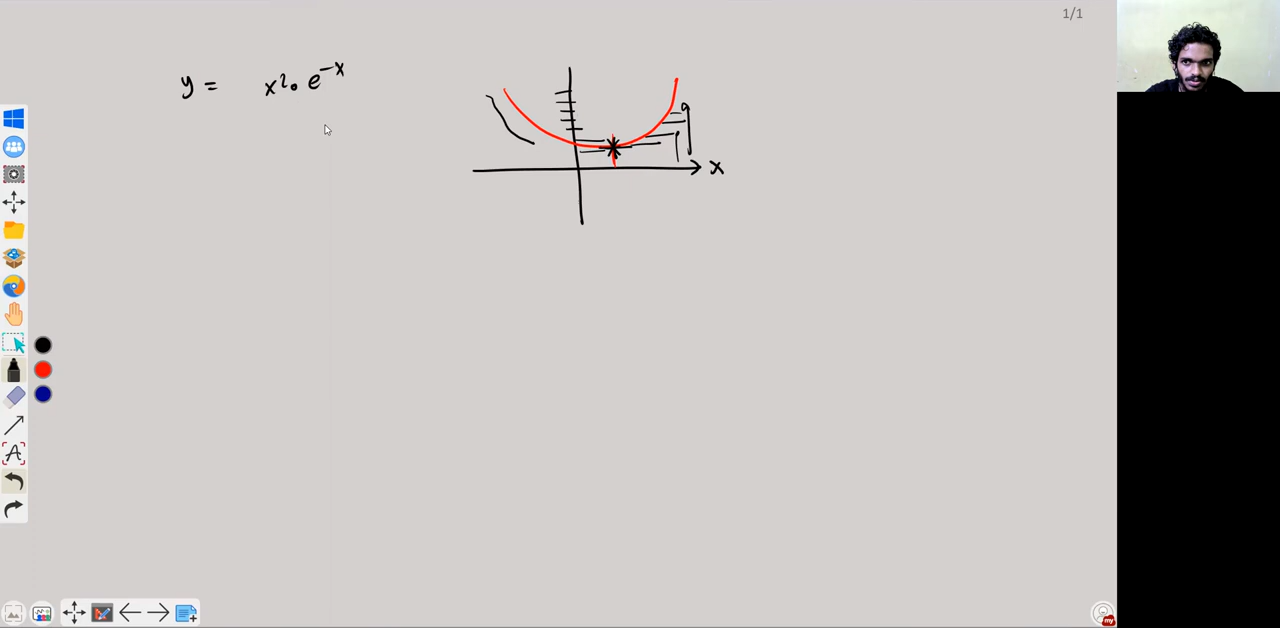 1/1
y = x². e^-x
x